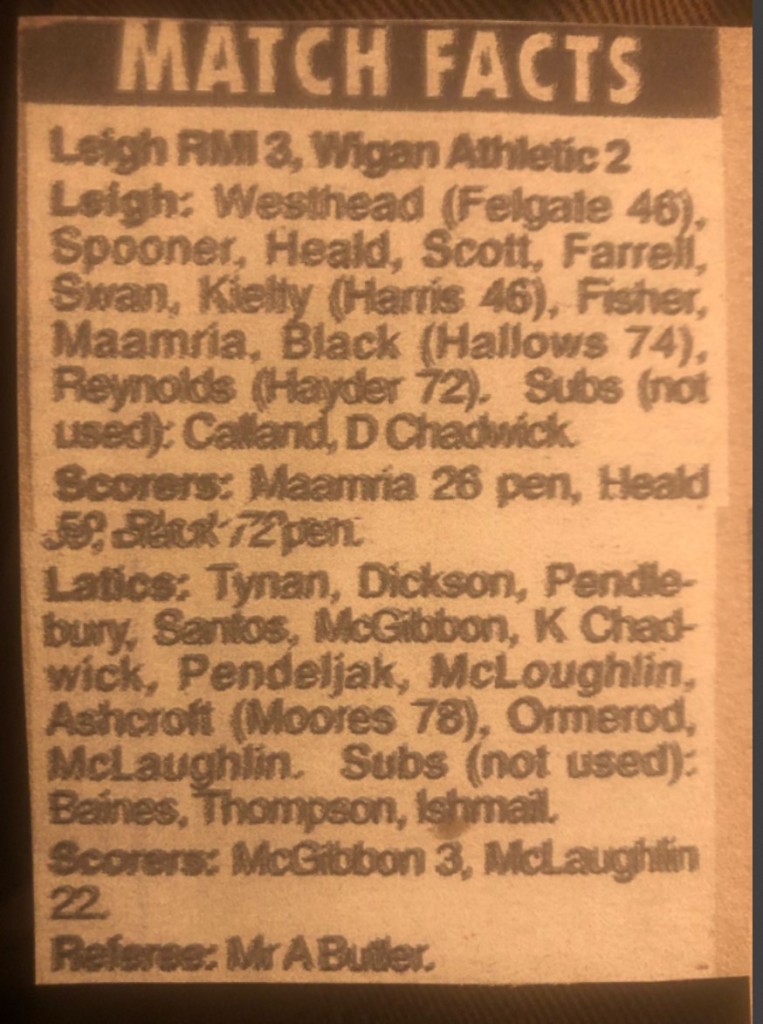 MATCH FACTS
Leigh RMI 3, Wigan Athletic 2
Leigh: Westhead (Felgate 46),
Spooner, Heald, Scott, Farrell,
Swan, Kielty (Harris 46), Fisher,
Maamria, Black (Hallows 74),
Reynolds (Hayder 72). Subs (not
used): Calland, D Chadwick.
Scorers: Maamria 26 pen, Heald
59, Black 72 pen.
Latics: Tynan, Dickson, Pendle-
bury, Santos, McGibbon, K Chad-
wick, Pendeljak, McLoughlin,
Ashcroft (Moores 78), Ormerod,
McLaughlin. Subs (not used):
Baines, Thompson, Ishmail.
Scorers: McGibbon 3, McLaughlin
22.
Referee: Mr A Butler.